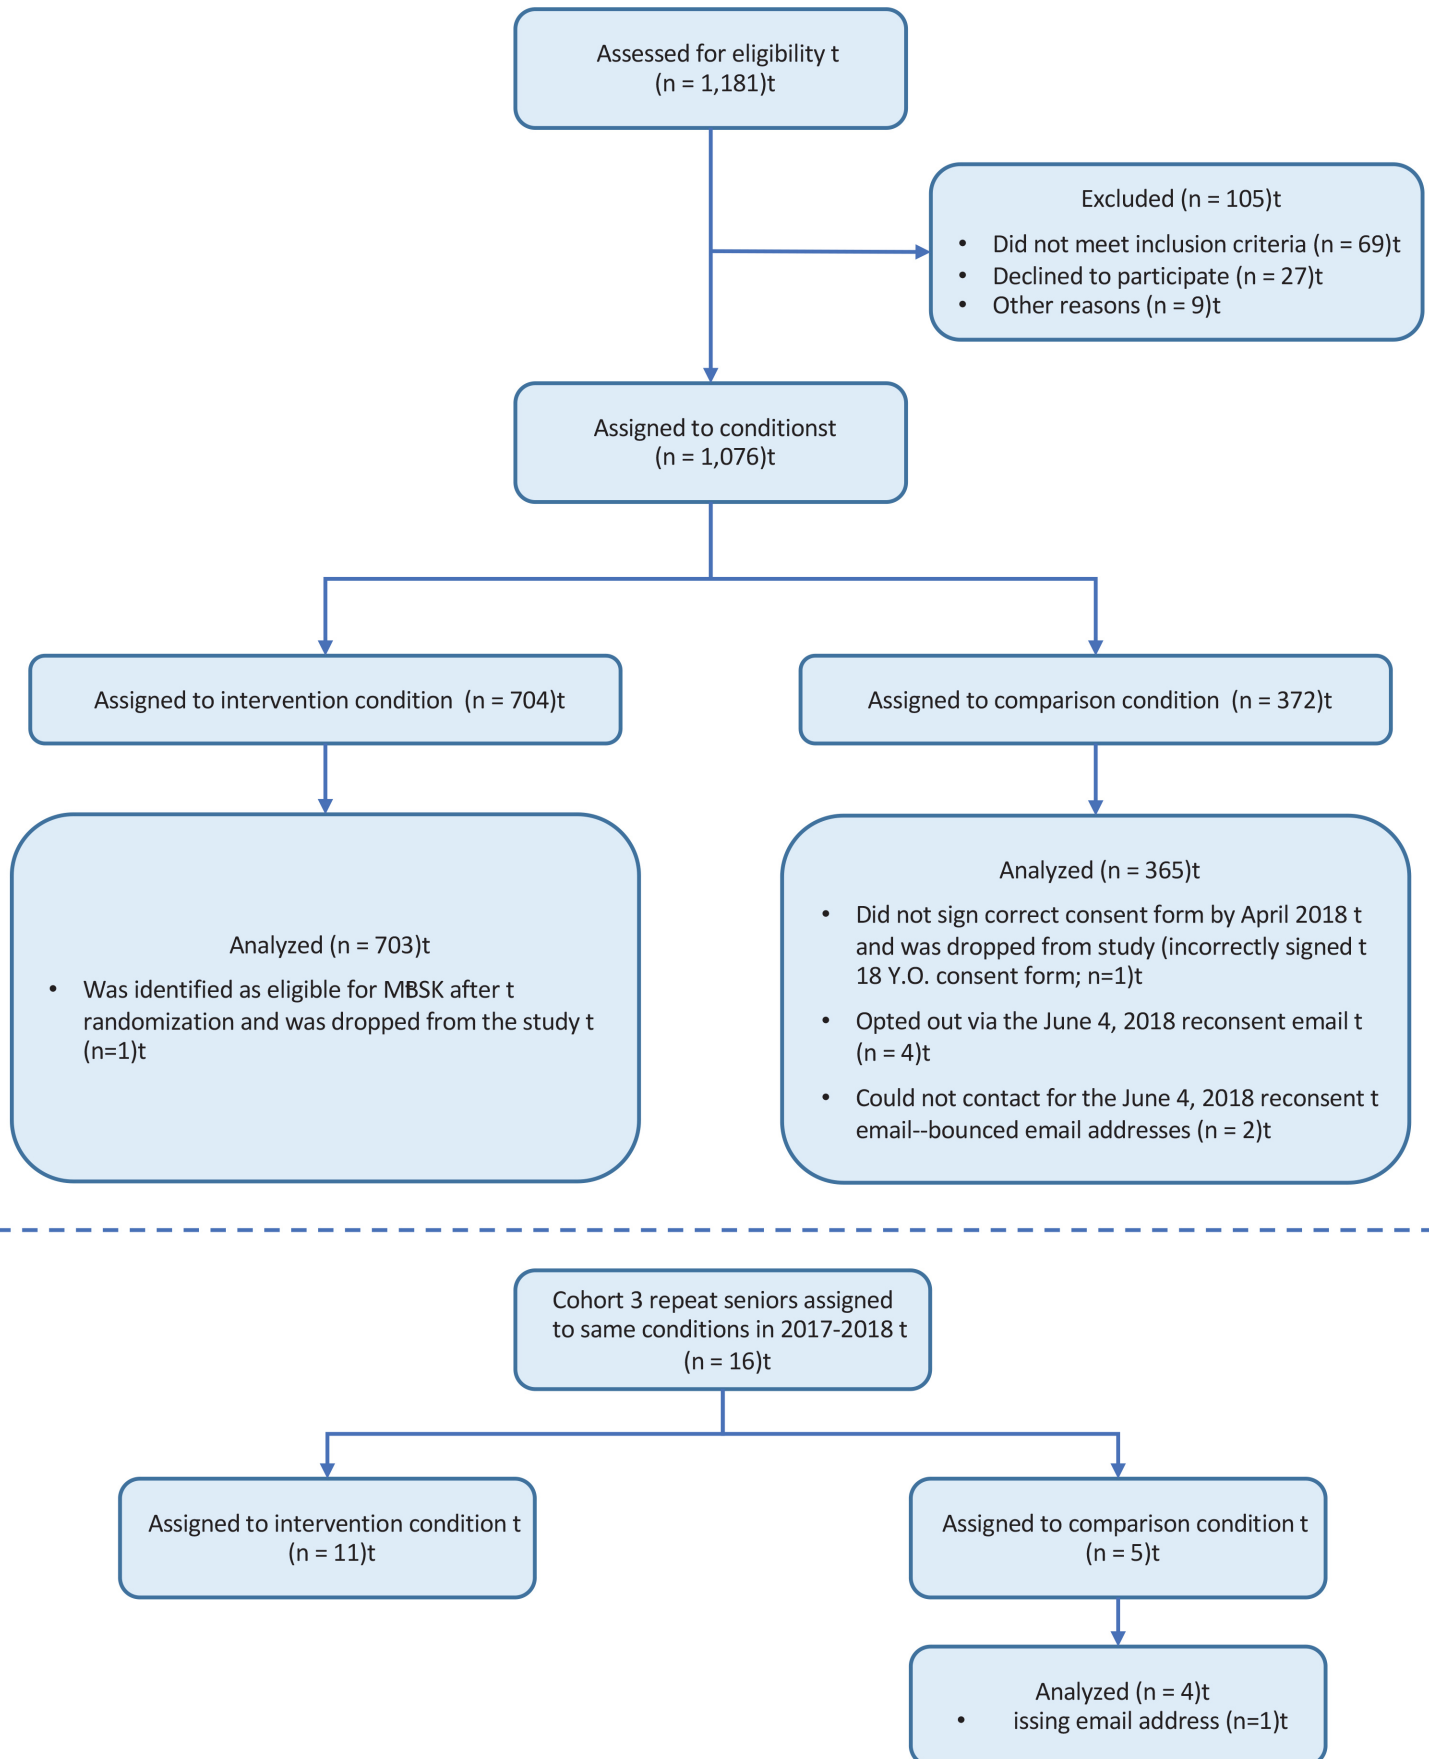 Assessed for eligibility t
(n = 1,181)t
Excluded (n = 105)t
• Did not meet inclusion criteria (n = 69)t
• Declined to participate (n = 27)t
• Other reasons (n = 9)t
Assigned to conditionst
(n = 1,076)t
Assigned to intervention condition (n = 704)t
Assigned to comparison condition (n = 372)t
Analyzed (n = 703)t
• Was identified as eligible for MBSK after t
randomization and was dropped from the study t
(n=1)t
Analyzed (n = 365)t
• Did not sign correct consent form by April 2018 t
and was dropped from study (incorrectly signed t
18 Y.O. consent form; n=1)t
• Opted out via the June 4, 2018 reconsent email t
(n = 4)t
• Could not contact for the June 4, 2018 reconsent t
email--bounced email addresses (n = 2)t
Cohort 3 repeat seniors assigned
to same conditions in 2017-2018 t
(n = 16)t
Assigned to intervention condition t
(n = 11)t
Assigned to comparison condition t
(n = 5)t
Analyzed (n = 4)t
• issing email address (n=1)t